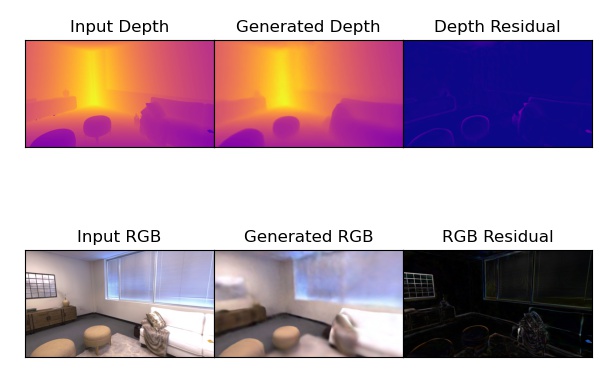 Input Depth Generated Depth Depth Residual
Input RGB Generated RGB RGB Residual